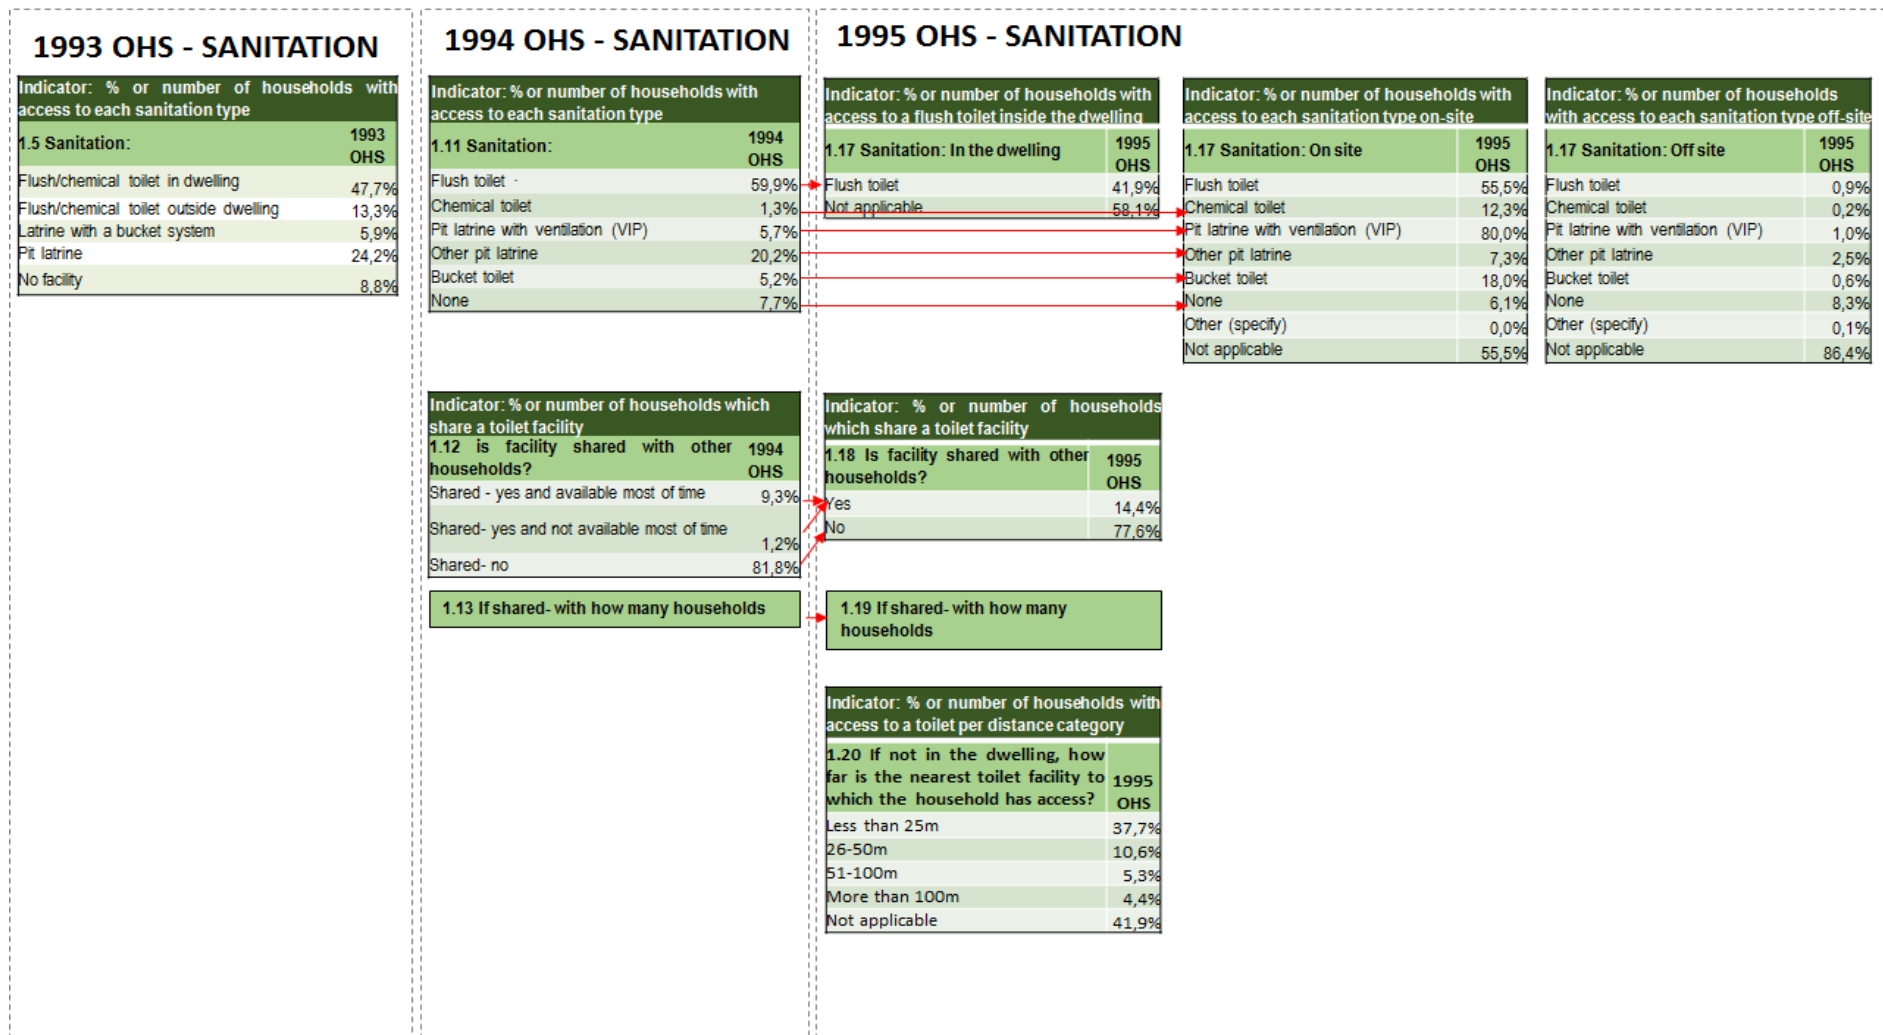 1993 OHS - SANITATION
Indicator: % or number of households with
access to each sanitation type
1.5 Sanitation: 1993
OHS
Flush/chemical toilet in dwelling 47,7%
Flush/chemical toilet outside dwelling 13,3%
Latrine with a bucket system 5,9%
Pit latrine 24,2%
No facility 8,8%
1994 OHS - SANITATION
Indicator: % or number of households with
access to each sanitation type
1.11 Sanitation: 1994
OHS
Flush toilet - 59,9%
Chemical toilet 1,3%
Pit latrine with ventilation (VIP) 5,7%
Other pit latrine 20,2%
Bucket toilet 5,2%
None 7,7%
Indicator: % or number of households which
share a toilet facility
1.12 is facility shared with other 1994
households? OHS
Shared - yes and available most of time 9,3%
Shared- yes and not available most of time
1,2%
Shared- no 81,8%
1.13 If shared- with how many households
1995 OHS - SANITATION
Indicator: % or number of households with
access to a flush toilet inside the dwelling
1.17 Sanitation: In the dwelling 1995
OHS
Flush toilet 41,9%
Not applicable 58,1%
Indicator: % or number of households with
access to each sanitation type on-site
1.17 Sanitation: On site 1995
OHS
Flush toilet 55,5%
Chemical toilet 12,3%
Pit latrine with ventilation (VIP) 80,0%
Other pit latrine 7,3%
Bucket toilet 18,0%
None 6,1%
Other (specify) 0,0%
Not applicable 55,5%
Indicator: % or number of households
with access to each sanitation type off-site
1.17 Sanitation: Off site 1995
OHS
Flush toilet 0,9%
Chemical toilet 0,2%
Pit latrine with ventilation (VIP) 1,0%
Other pit latrine 2,5%
Bucket toilet 0,6%
None 8,3%
Other (specify) 0,1%
Not applicable 86,4%
Indicator: % or number of households
which share a toilet facility
1.18 Is facility shared with other 1995
households? OHS
Yes 14,4%
No 77,6%
1.19 If shared- with how many
households
Indicator: % or number of households with
access to a toilet per distance category
1.20 If not in the dwelling, how
far is the nearest toilet facility to 1995
which the household has access? OHS
Less than 25m 37,7%
26-50m 10,6%
51-100m 5,3%
More than 100m 4,4%
Not applicable 41,9%